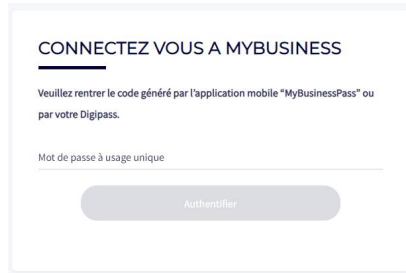 CONNECTEZ VOUS A MYBUSINESS
Veuillez rentrer le code généré par l'application mobile "MyBusinessPass" ou
par votre Digipass.
Mot de passe à usage unique
Authentifier